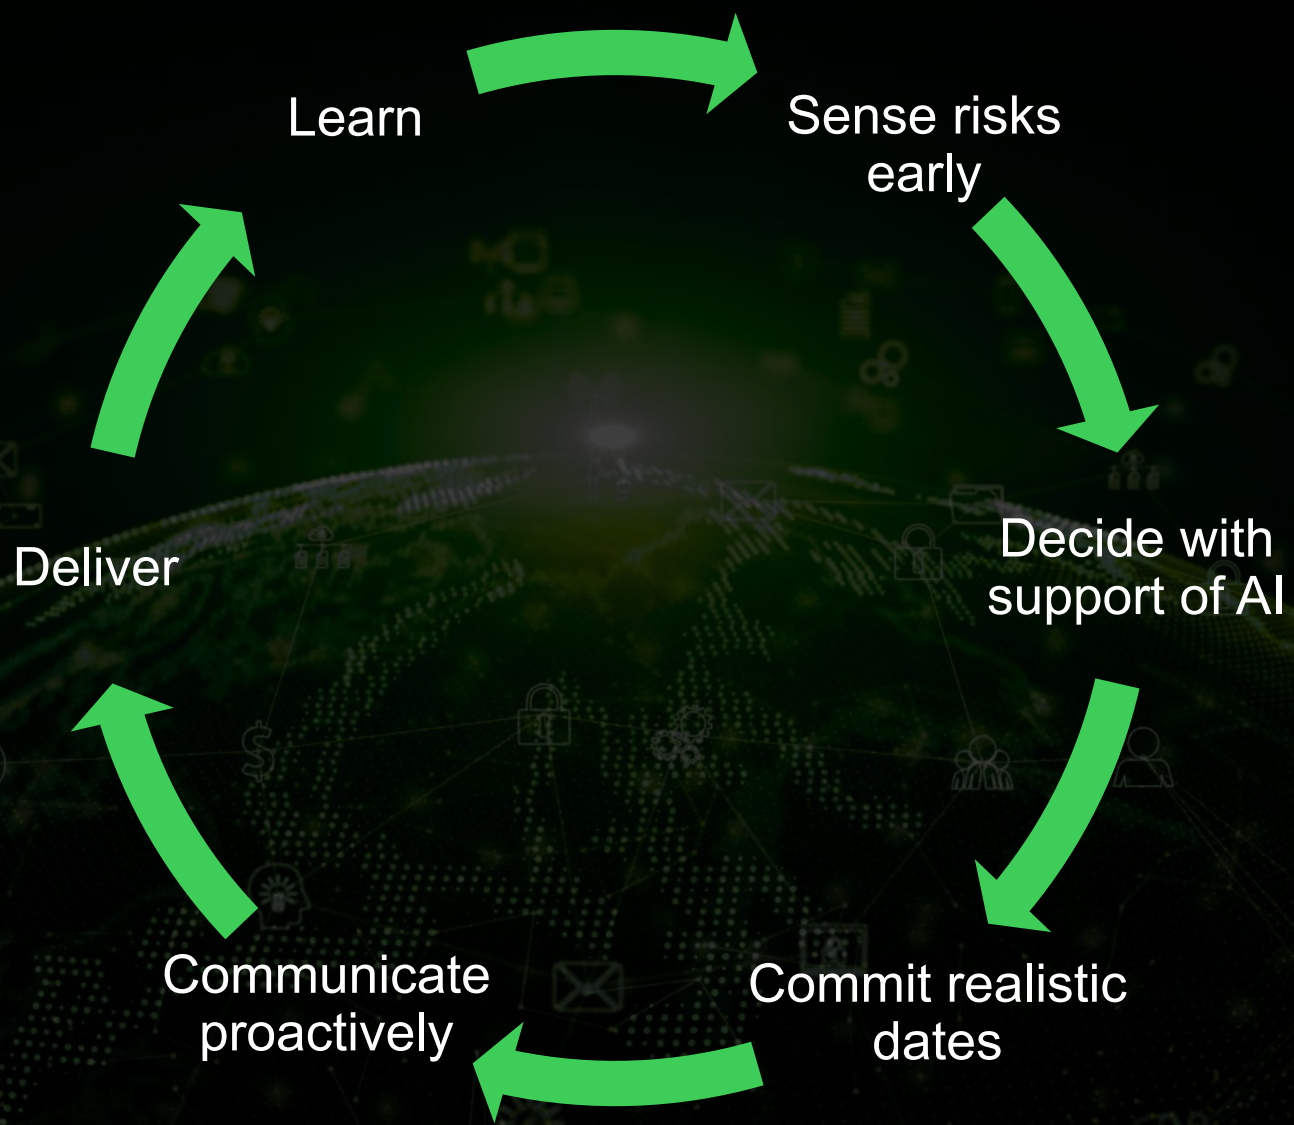 Learn
Sense risks
early
Decide with
support of AI
Commit realistic
dates
Communicate
proactively
Deliver